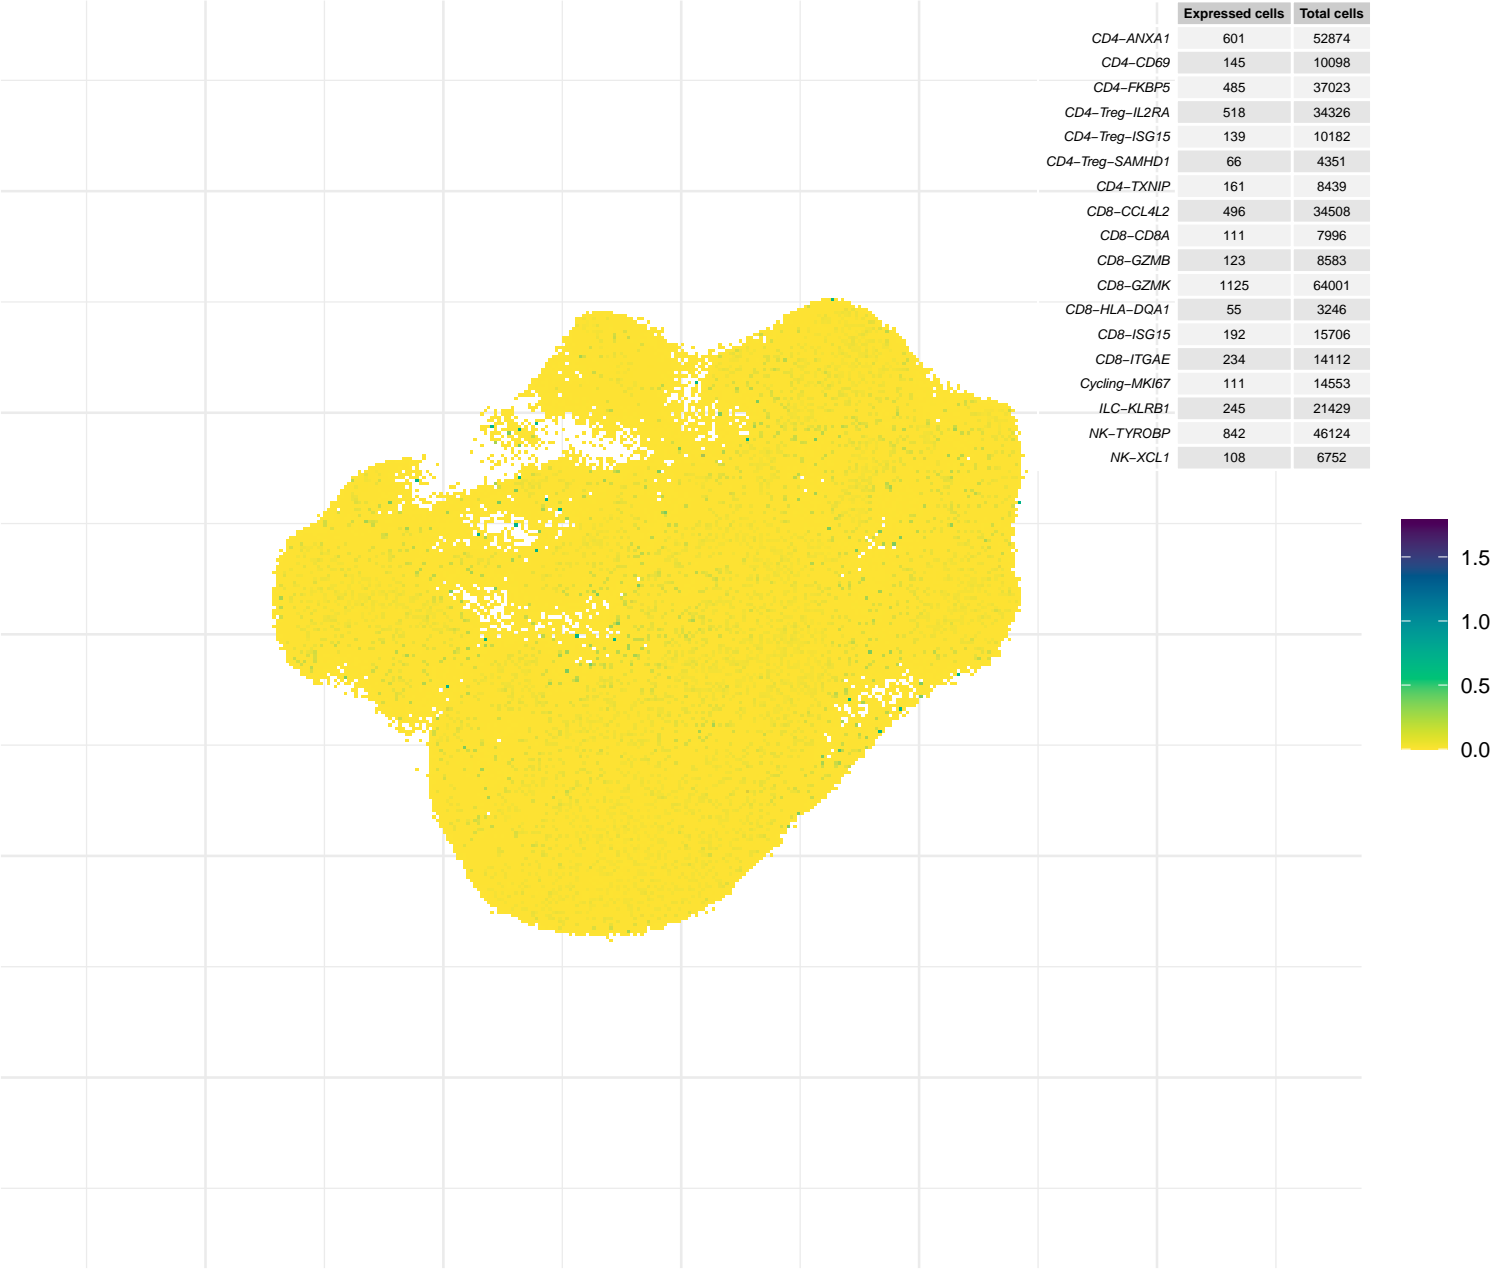 Expressed cells Total cells
CD4−ANXA1 601 52874
CD4−CD69 145 10098
CD4−FKBP5 485 37023
CD4−Treg−IL2RA 518 34326
CD4−Treg−ISG15 139 10182
CD4−Treg−SAMHD1 66 4351
CD4−TXNIP 161 8439
CD8−CCL4L2 496 34508
CD8−CD8A 111 7996
CD8−GZMB 123 8583
CD8−GZMK 1125 64001
CD8−HLA−DQA1 55 3246
CD8−ISG15 192 15706
CD8−ITGAE 234 14112
Cycling−MKI67 111 14553
ILC−KLRB1 245 21429
NK−TYROBP 842 46124
NK−XCL1 108 6752
1.5
1.0
0.5
0.0